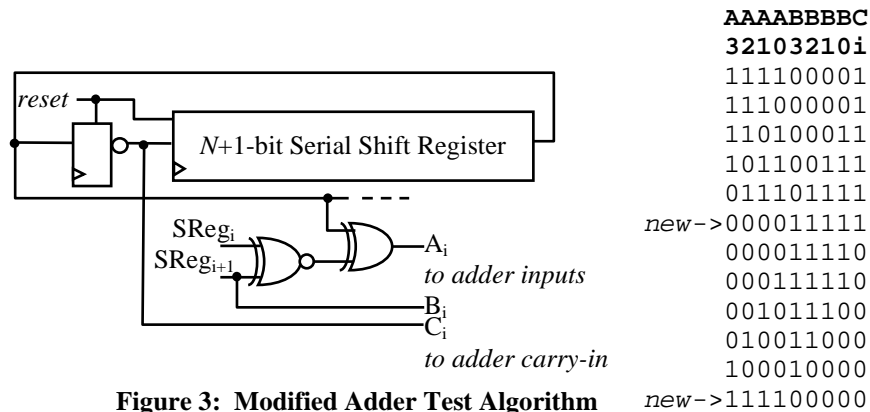 reset
N+1-bit Serial Shift Register
SRegi
SRegi+1
Ai
to adder inputs
Bi
Ci
to adder carry-in
Figure 3: Modified Adder Test Algorithm
AAAABBBBC
32103210i
111100001
111000001
110100011
101100111
011101111
new->000011111
000011110
000111110
001011100
010011000
100010000
new->111100000